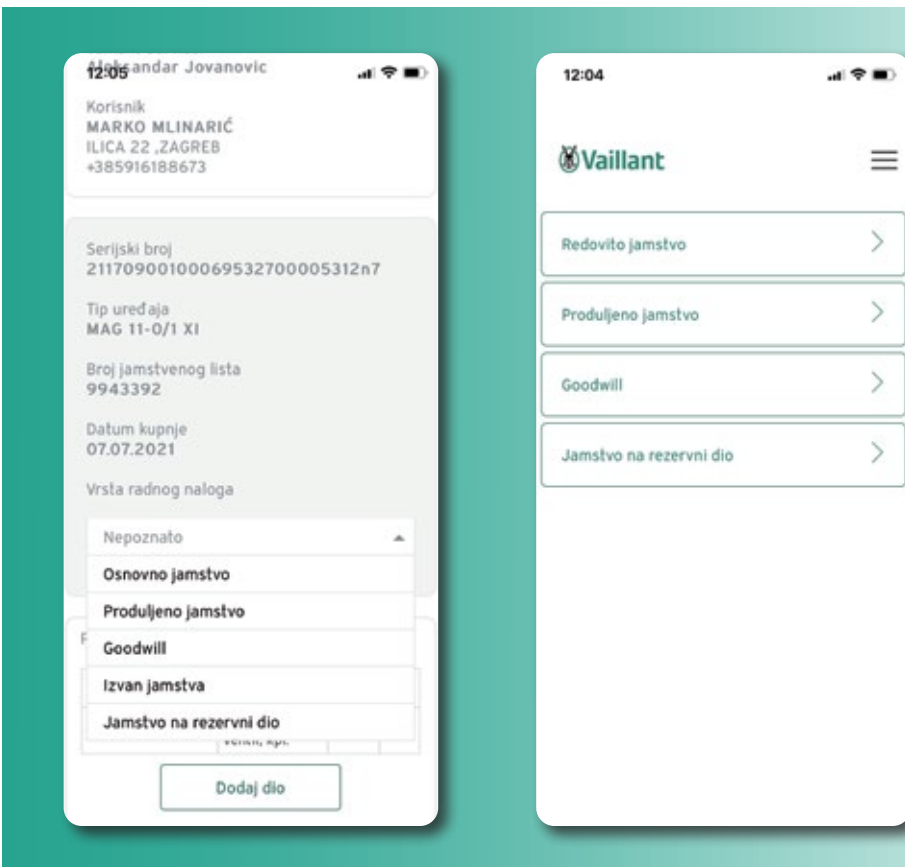 12:05
Aleksandar Jovanovic
Korisnik
MARKO MLINARIĆ
ILICA 22 ,ZAGREB
+385916188673
Serijski broj
21170900100069532700005312n7
Tip uređaja
MAG 11-0/1 XI
Broj jamstvenog lista
9943392
Datum kupnje
07.07.2021
Vrsta radnog naloga
Nepoznato
Osnovno jamstvo
Produljeno jamstvo
Goodwill
Izvan jamstva
Jamstvo na rezervni dio
Dodaj dio
12:04
Vaillant
Redovito jamstvo
Produljeno jamstvo
Goodwill
Jamstvo na rezervni dio